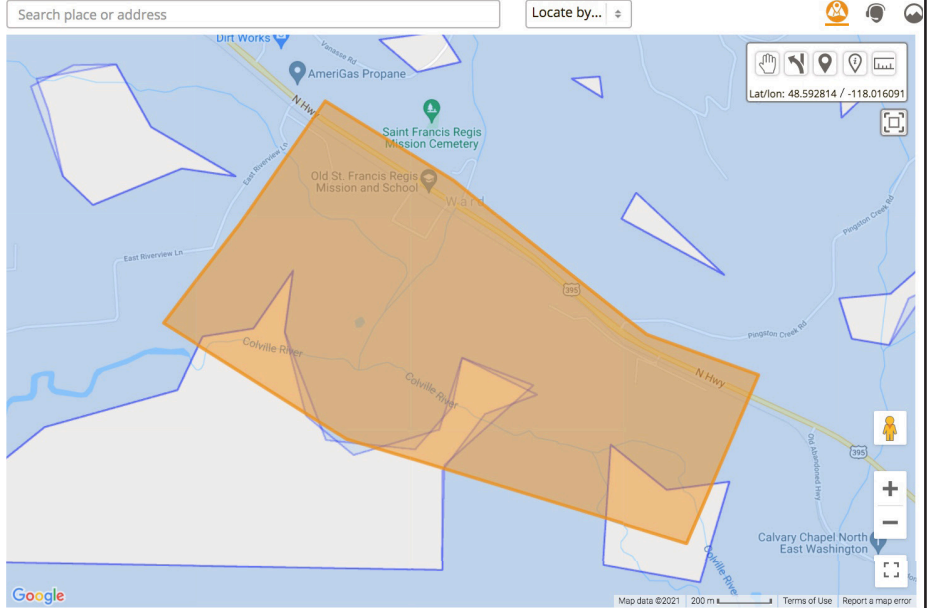 Search place or address
Locate by...
Dirt Works
Vanasse Rd
AmeriGas Propane
N Hwy
Lat/lon: 48.592814 / -118.016091
Saint Francis Regis
Mission Cemetery
East Riverview Ln
Old St. Francis Regis
Mission and School
Ward
Pingston Creek Rd
East Riverview Ln
395
Pingston Creek Rd
Colville River
N Hwy
Colville River
Old Abandoned Hwy
395
Calvary Chapel North
East Washington
Colville River
Google
Map data ©2021
200 m
Terms of Use
Report a map error